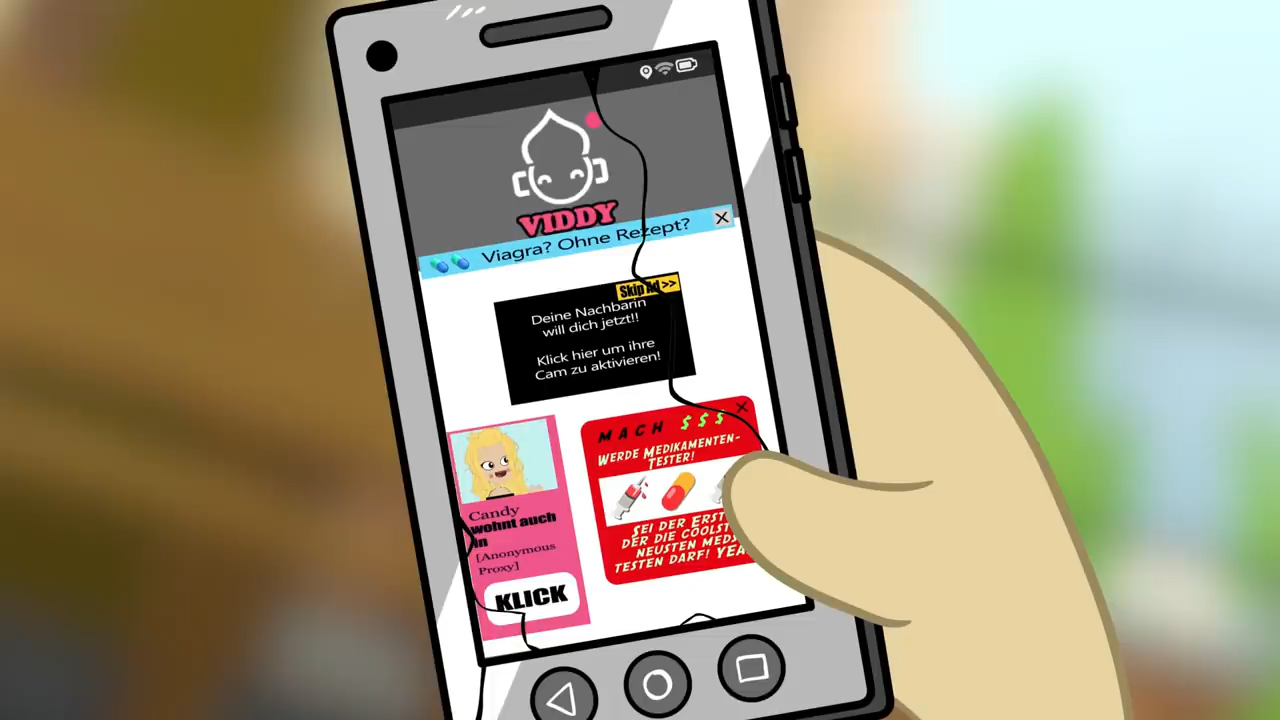 VIDDY
Viagra? Ohne Rezept?
Skip Ad >>
Deine Nachbarin
will dich jetzt!!
Klick hier um ihre
Cam zu aktivieren!
MACH $$$
WERDE MEDIKAMENTEN-
TESTER!
SEI DER ERST
DER DIE COOLST
NEUSTEN MEDS
TESTEN DARF! YEA
Candy
wohnt auch
in
[Anonymous
Proxy]
KLICK